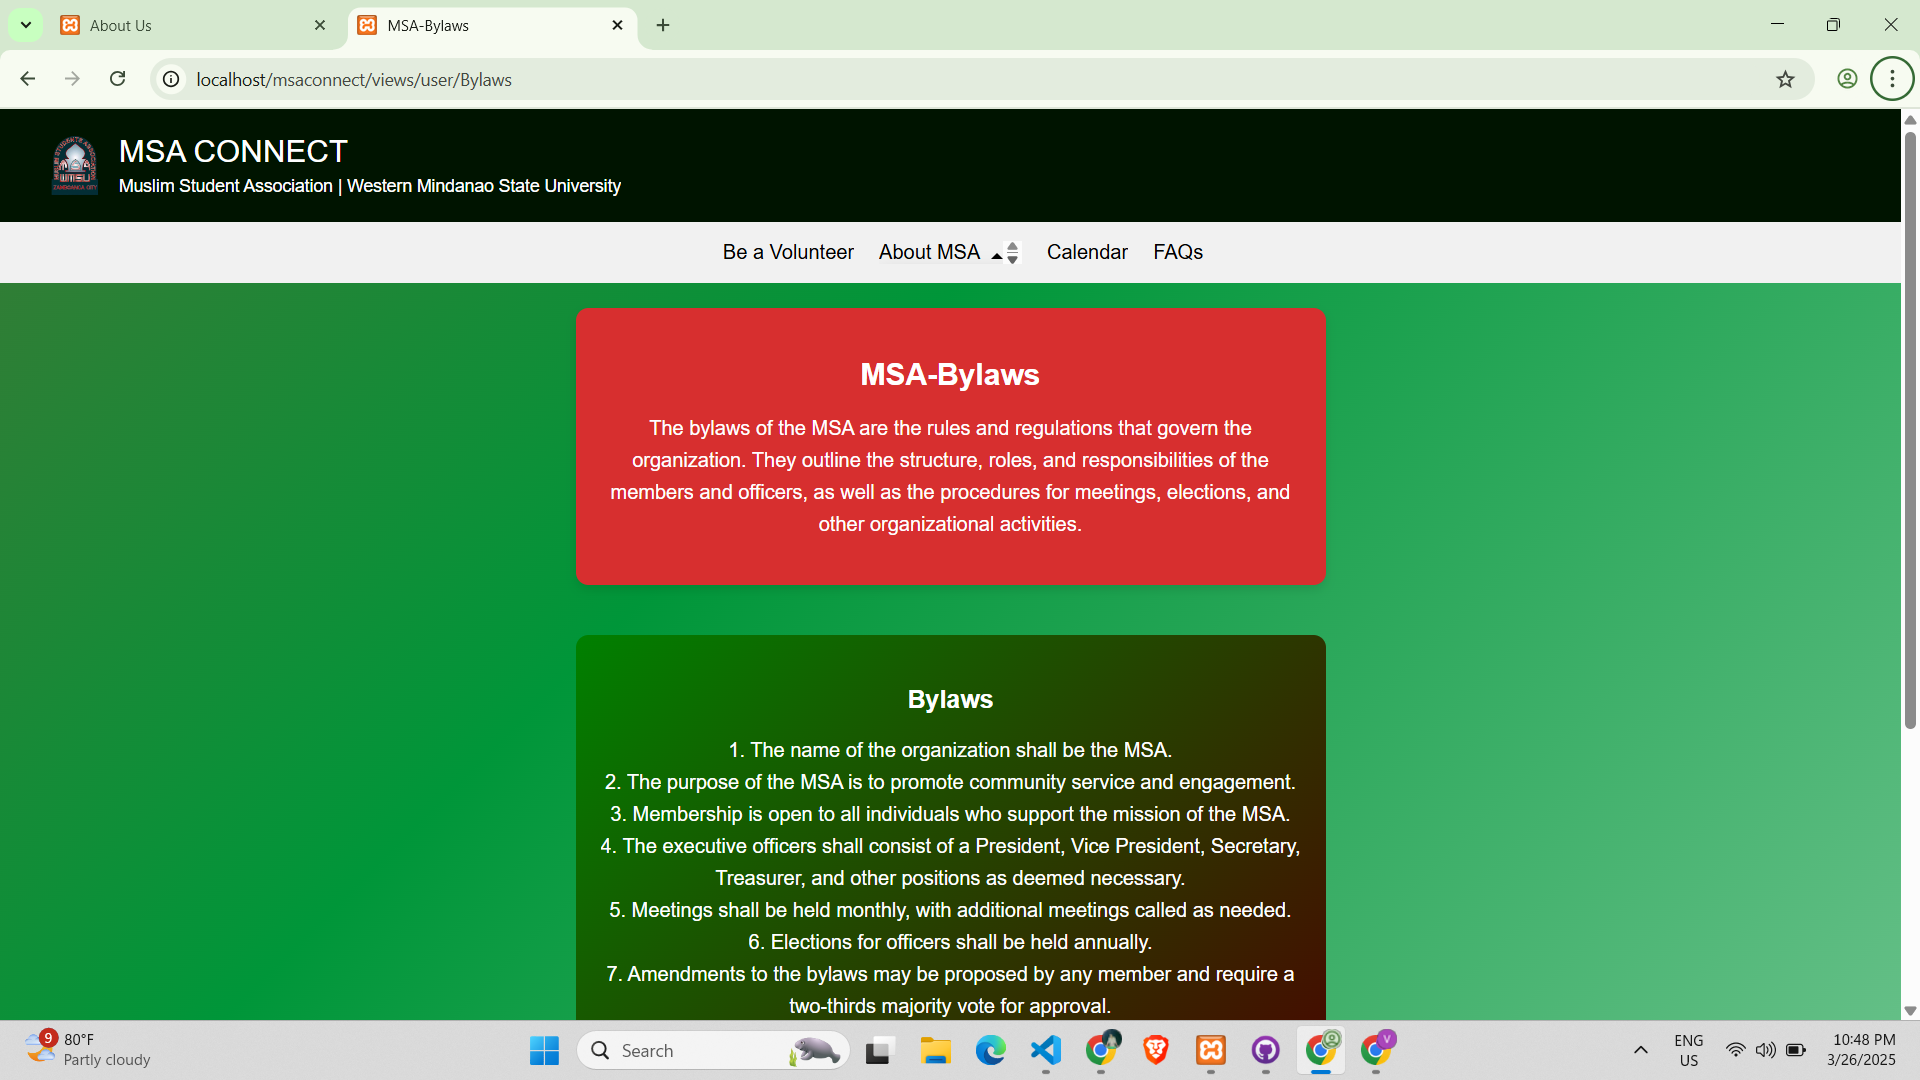 About Us
MSA-Bylaws
localhost/msaconnect/views/user/Bylaws
MSA CONNECT
Muslim Student Association | Western Mindanao State University
Be a Volunteer About MSA Calendar FAQs
MSA-Bylaws
The bylaws of the MSA are the rules and regulations that govern the
organization. They outline the structure, roles, and responsibilities of the
members and officers, as well as the procedures for meetings, elections, and
other organizational activities.
Bylaws
1. The name of the organization shall be the MSA.
2. The purpose of the MSA is to promote community service and engagement.
3. Membership is open to all individuals who support the mission of the MSA.
4. The executive officers shall consist of a President, Vice President, Secretary,
Treasurer, and other positions as deemed necessary.
5. Meetings shall be held monthly, with additional meetings called as needed.
6. Elections for officers shall be held annually.
7. Amendments to the bylaws may be proposed by any member and require a
two-thirds majority vote for approval.
9
80°F
Partly cloudy
Search
V
ENG
US
10:48 PM
3/26/2025